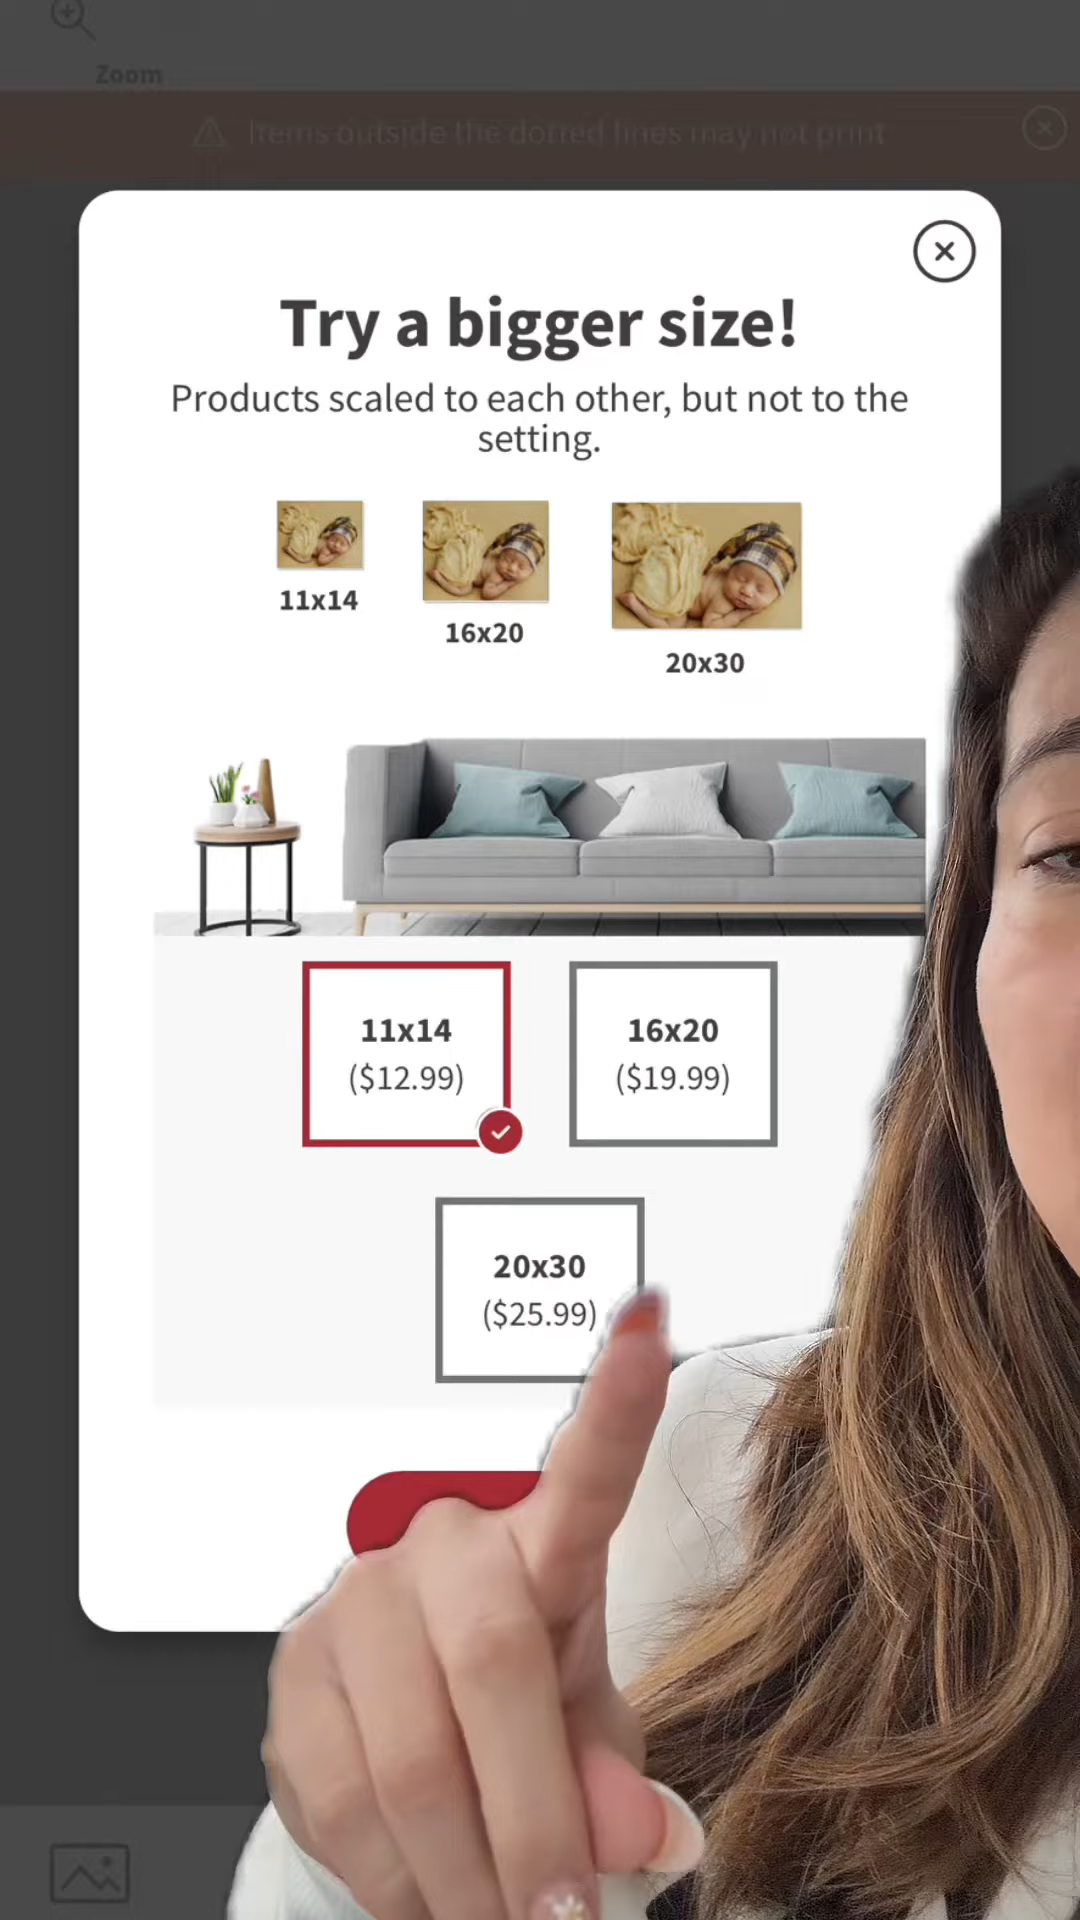 Zoom
Items outside the dotted lines may not print
Try a bigger size!
Products scaled to each other, but not to the
setting.
11x14
16x20
20x30
11x14
($12.99)
16x20
($19.99)
20x30
($25.99)